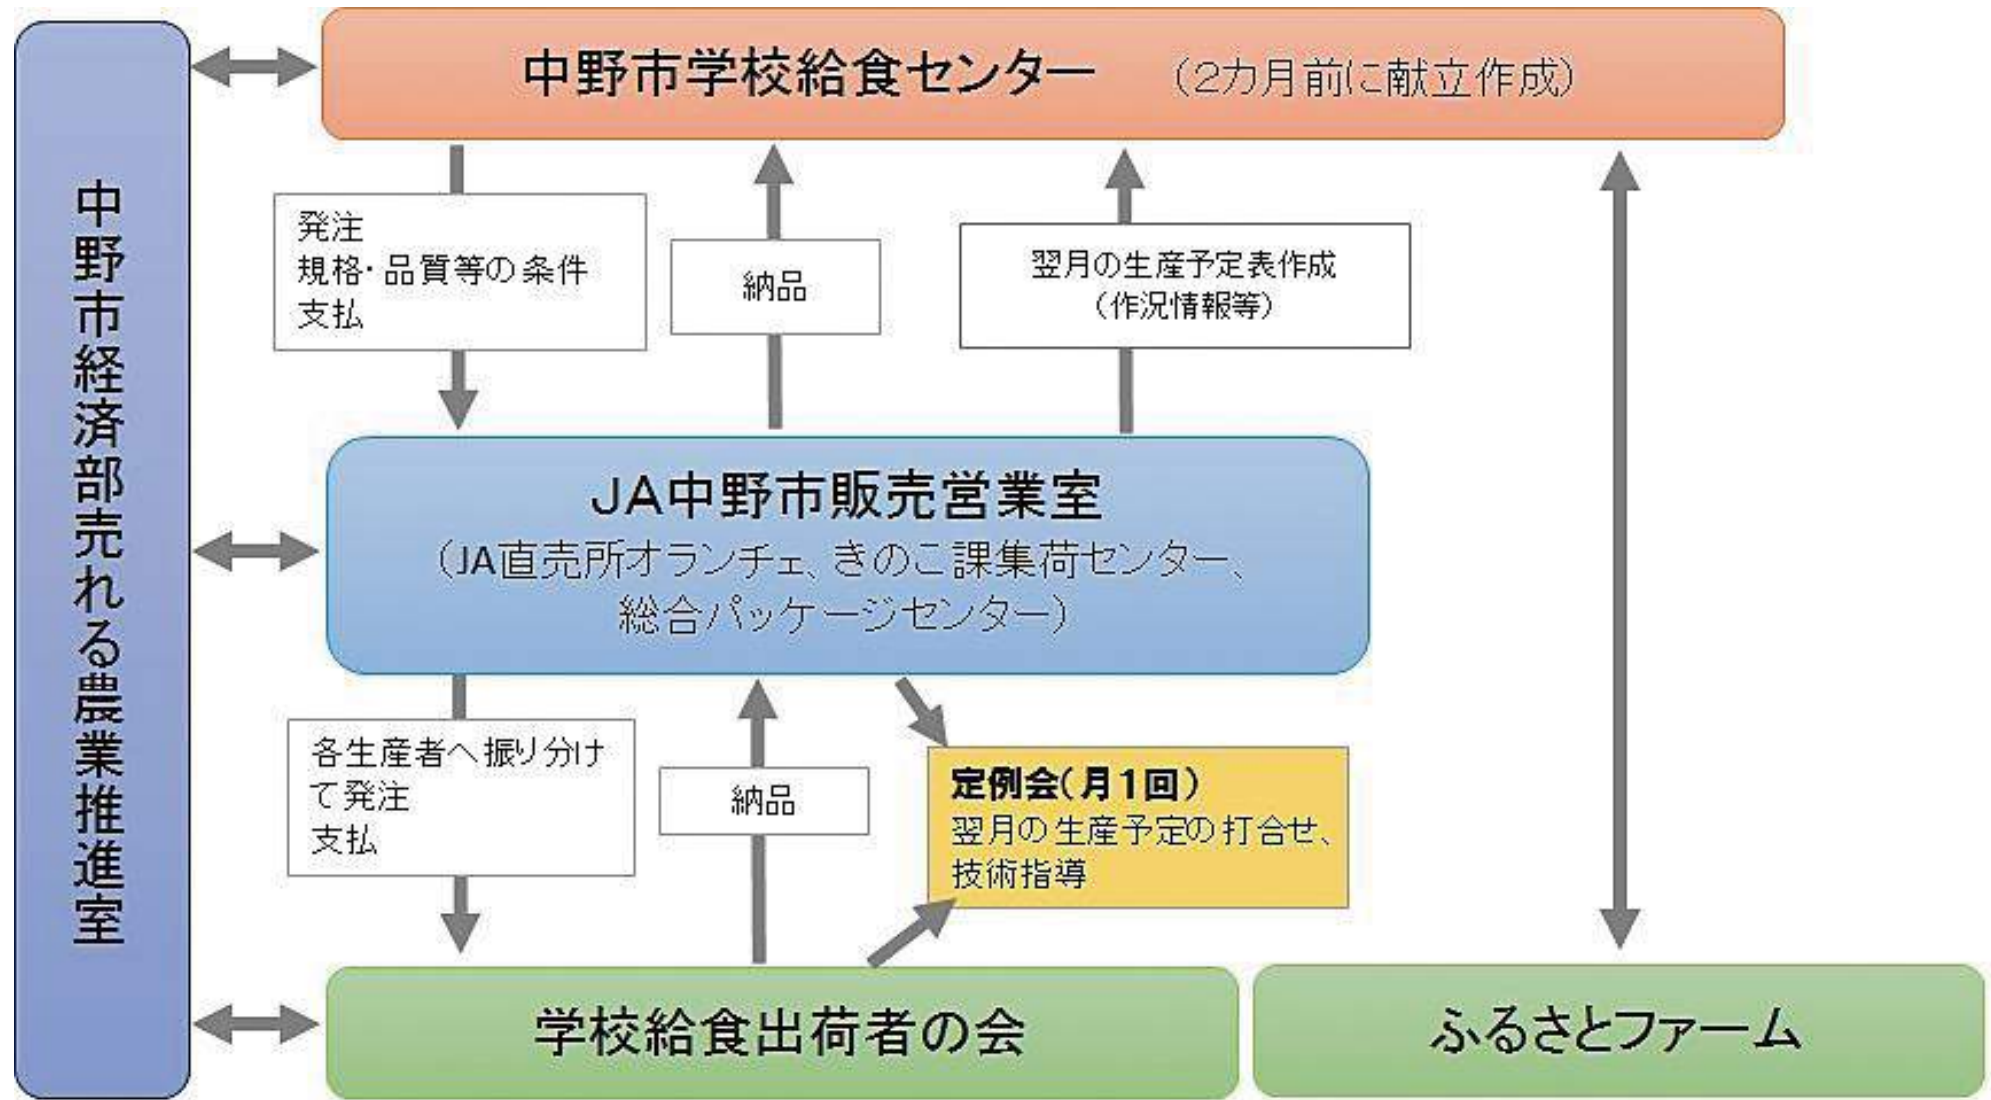 中野市経済部売れる農業推進室
中野市学校給食センター　（2カ月前に献立作成）
発注
規格・品質等の条件
支払
納品
翌月の生産予定表作成
（作況情報等）
JA中野市販売営業室
（JA直売所オランチェ、きのこ課集荷センター、
総合パッケージセンター）
各生産者へ振り分け
て発注
支払
納品
定例会（月１回）
翌月の生産予定の打合せ、
技術指導
学校給食出荷者の会
ふるさとファーム